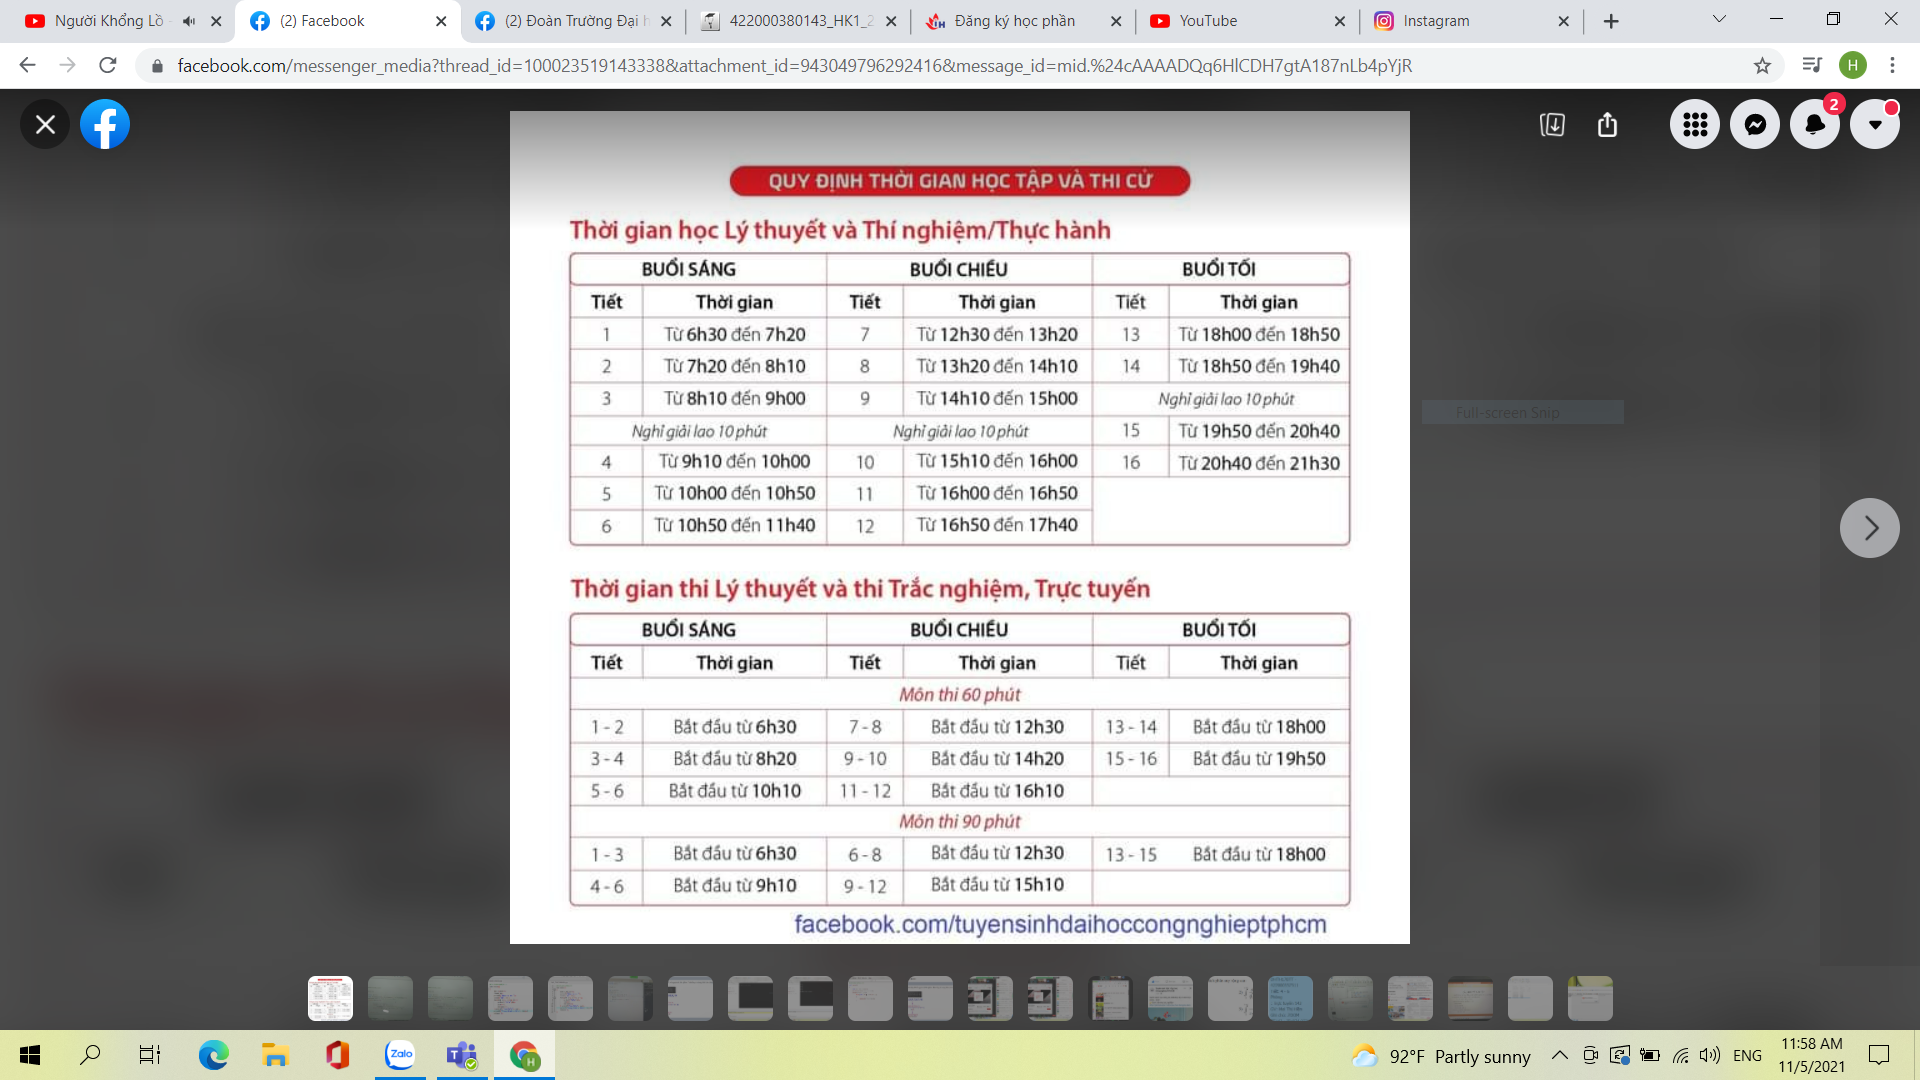 Người Khổng Lồ
(2) Facebook
(2) Đoàn Trường Đại h
422000380143_HK1_2
Đăng ký học phần
YouTube
Instagram
facebook.com/messenger_media?thread_id=100023519143338&attachment_id=943049796292416&message_id=mid.%24cAAAADQq6HlCDH7gtA187nLb4pYjR
H
2
QUY ĐỊNH THỜI GIAN HỌC TẬP VÀ THI CỬ
Thời gian học Lý thuyết và Thí nghiệm/Thực hành
BUỔI SÁNG BUỔI CHIỀU BUỔI TỐI
Tiết Thời gian Tiết Thời gian Tiết Thời gian
1 Từ 6h30 đến 7h20 7 Từ 12h30 đến 13h20 13 Từ 18h00 đến 18h50
2 Từ 7h20 đến 8h10 8 Từ 13h20 đến 14h10 14 Từ 18h50 đến 19h40
3 Từ 8h10 đến 9h00 9 Từ 14h10 đến 15h00 Nghỉ giải lao 10 phút
Nghỉ giải lao 10 phút Nghỉ giải lao 10 phút 15 Từ 19h50 đến 20h40
4 Từ 9h10 đến 10h00 10 Từ 15h10 đến 16h00 16 Từ 20h40 đến 21h30
5 Từ 10h00 đến 10h50 11 Từ 16h00 đến 16h50
6 Từ 10h50 đến 11h40 12 Từ 16h50 đến 17h40
Full-screen Snip
Thời gian thi Lý thuyết và thi Trắc nghiệm, Trực tuyến
BUỔI SÁNG BUỔI CHIỀU BUỔI TỐI
Tiết Thời gian Tiết Thời gian Tiết Thời gian
Môn thi 60 phút
1 - 2 Bắt đầu từ 6h30 7 - 8 Bắt đầu từ 12h30 13 - 14 Bắt đầu từ 18h00
3 - 4 Bắt đầu từ 8h20 9 - 10 Bắt đầu từ 14h20 15 - 16 Bắt đầu từ 19h50
5 - 6 Bắt đầu từ 10h10 11 - 12 Bắt đầu từ 16h10
Môn thi 90 phút
1 - 3 Bắt đầu từ 6h30 6 - 8 Bắt đầu từ 12h30 13 - 15 Bắt đầu từ 18h00
4 - 6 Bắt đầu từ 9h10 9 - 12 Bắt đầu từ 15h10
facebook.com/tuyensinhdaihoccongnghieptphcm
Zalo
92°F Partly sunny
ENG
11:58 AM
11/5/2021